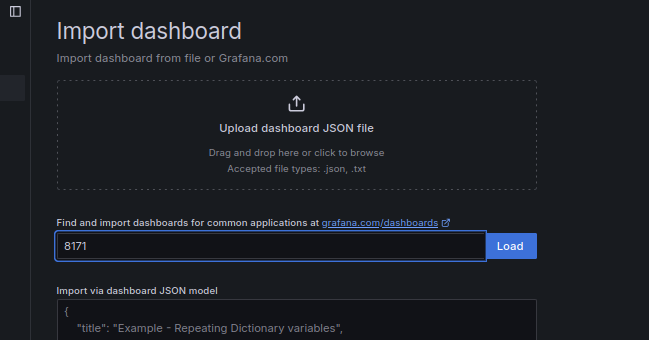 Import dashboard
Import dashboard from file or Grafana.com
Upload dashboard JSON file
Drag and drop here or click to browse
Accepted file types: .json, .txt
Find and import dashboards for common applications at grafana.com/dashboards
8171 Load
Import via dashboard JSON model
{
"title": "Example - Repeating Dictionary variables",